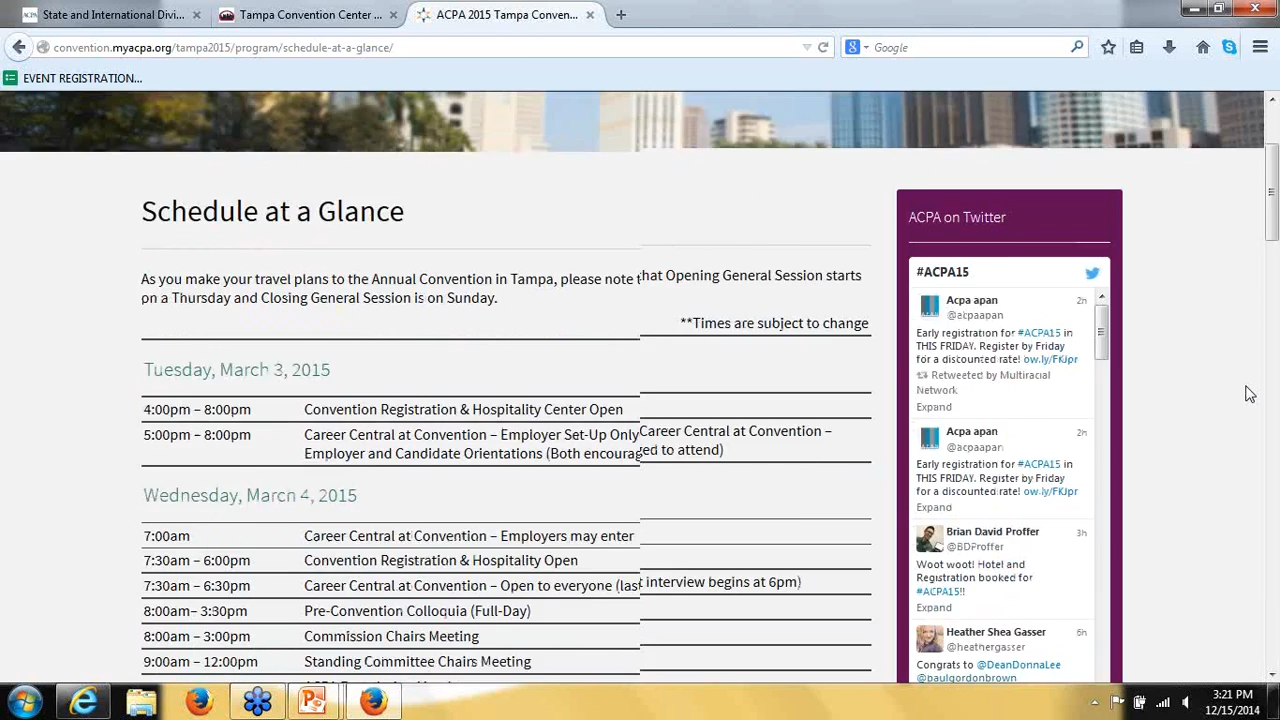 State and International Divi...
Tampa Convention Center ...
ACPA 2015 Tampa Conven...
convention.myacpa.org/tampa2015/program/schedule-at-a-glance/
Google
EVENT REGISTRATION...
Schedule at a Glance
As you make your travel plans to the Annual Convention in Tampa, please note that Opening General Session starts
on a Thursday and Closing General Session is on Sunday.
**Times are subject to change
Tuesday, March 3, 2015
4:00pm – 8:00pm Convention Registration & Hospitality Center Open
5:00pm – 8:00pm Career Central at Convention – Employer Set-Up Only Career Central at Convention –
Employer and Candidate Orientations (Both encouraged to attend)
Wednesday, March 4, 2015
7:00am Career Central at Convention – Employers may enter
7:30am – 6:00pm Convention Registration & Hospitality Open
7:30am – 6:30pm Career Central at Convention – Open to everyone (last interview begins at 6pm)
8:00am– 3:30pm Pre-Convention Colloquia (Full-Day)
8:00am – 3:00pm Commission Chairs Meeting
9:00am – 12:00pm Standing Committee Chairs Meeting
ACPA on Twitter
#ACPA15
Acpa apan 2h
@acpaapan
Early registration for #ACPA15 in
THIS FRIDAY. Register by Friday
for a discounted rate! ow.ly/FKJpr
Retweeted by Multiracial
Network
Expand
Acpa apan 2h
@acpaapan
Early registration for #ACPA15 in
THIS FRIDAY. Register by Friday
for a discounted rate! ow.ly/FKJpr
Expand
Brian David Proffer 3h
@BDProffer
Woot woot! Hotel and
Registration booked for
#ACPA15!!
Expand
Heather Shea Gasser 6h
@heathergasser
Congrats to @DeanDonnaLee
@paulgordonbrown
3:21 PM
12/15/2014